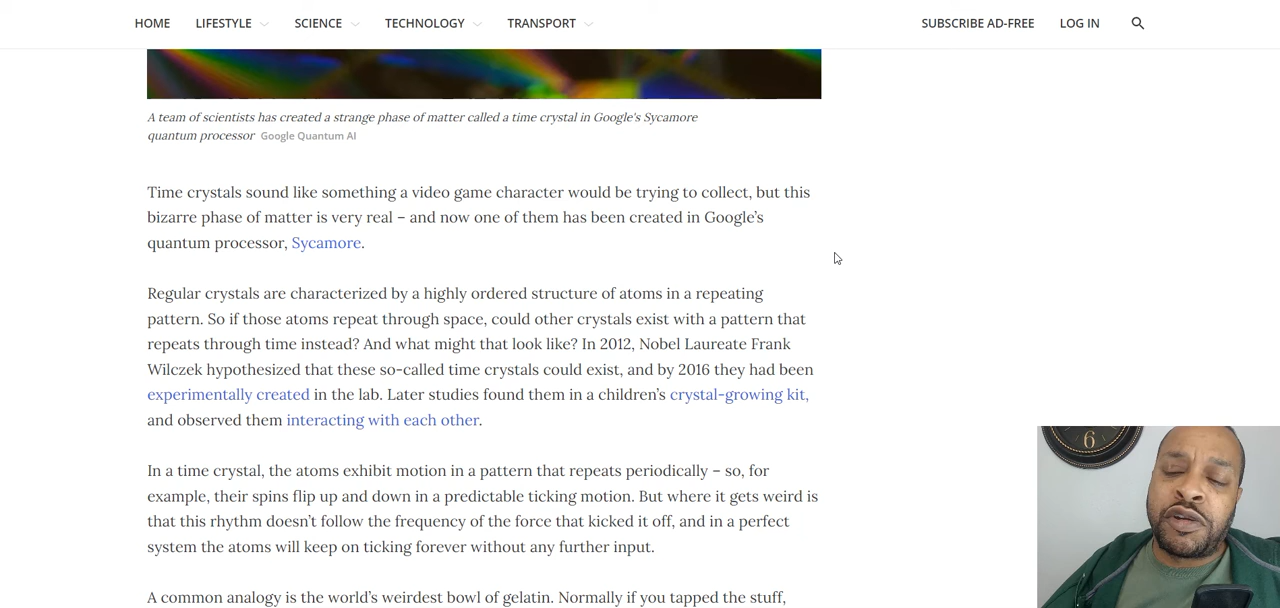 HOME LIFESTYLE SCIENCE TECHNOLOGY TRANSPORT SUBSCRIBE AD-FREE LOG IN
A team of scientists has created a strange phase of matter called a time crystal in Google's Sycamore
quantum processor Google Quantum AI
Time crystals sound like something a video game character would be trying to collect, but this
bizarre phase of matter is very real – and now one of them has been created in Google’s
quantum processor, Sycamore.
Regular crystals are characterized by a highly ordered structure of atoms in a repeating
pattern. So if those atoms repeat through space, could other crystals exist with a pattern that
repeats through time instead? And what might that look like? In 2012, Nobel Laureate Frank
Wilczek hypothesized that these so-called time crystals could exist, and by 2016 they had been
experimentally created in the lab. Later studies found them in a children’s crystal-growing kit,
and observed them interacting with each other.
In a time crystal, the atoms exhibit motion in a pattern that repeats periodically – so, for
example, their spins flip up and down in a predictable ticking motion. But where it gets weird is
that this rhythm doesn’t follow the frequency of the force that kicked it off, and in a perfect
system the atoms will keep on ticking forever without any further input.
A common analogy is the world’s weirdest bowl of gelatin. Normally if you tapped the stuff,
6